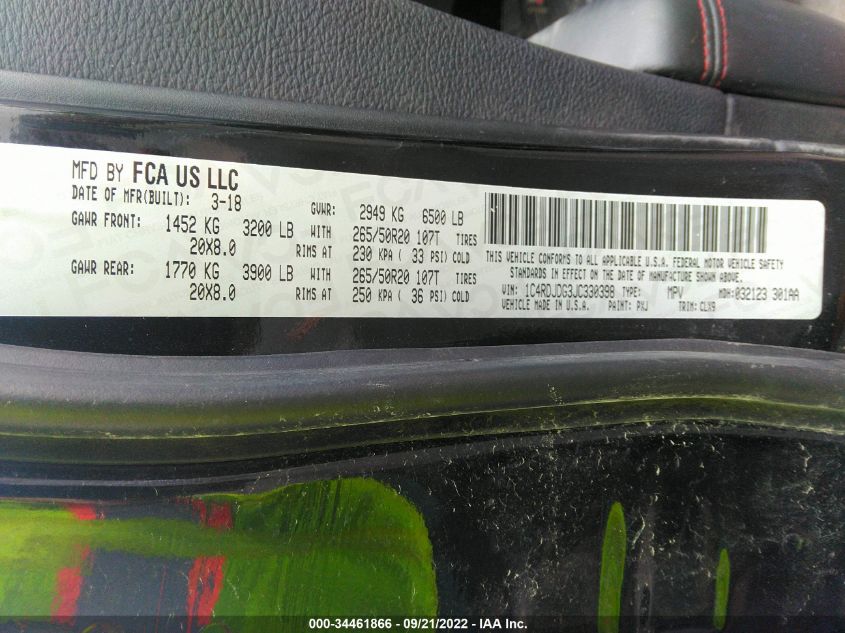 MFD BY FCA US LLC
DATE OF MFR(BUILT): 3-18 GVWR: 2949 KG 6500 LB
GAWR FRONT: 1452 KG 3200 LB WITH 265/50R20 107T TIRES
20X8.0 RIMS AT 230 KPA ( 33 PSI) COLD
GAWR REAR: 1770 KG 3900 LB WITH 265/50R20 107T TIRES
20X8.0 RIMS AT 250 KPA ( 36 PSI) COLD
THIS VEHICLE CONFORMS TO ALL APPLICABLE U.S.A. FEDERAL MOTOR VEHICLE SAFETY
STANDARDS IN EFFECT ON THE DATE OF MANUFACTURE SHOWN ABOVE.
VIN: 1C4RDJDG3JC330398 TYPE: MPV MDH: 032123 301AA
VEHICLE MADE IN U.S.A. PAINT: PXJ TRIM: CLX9
000-34461866 - 09/21/2022 - IAA Inc.